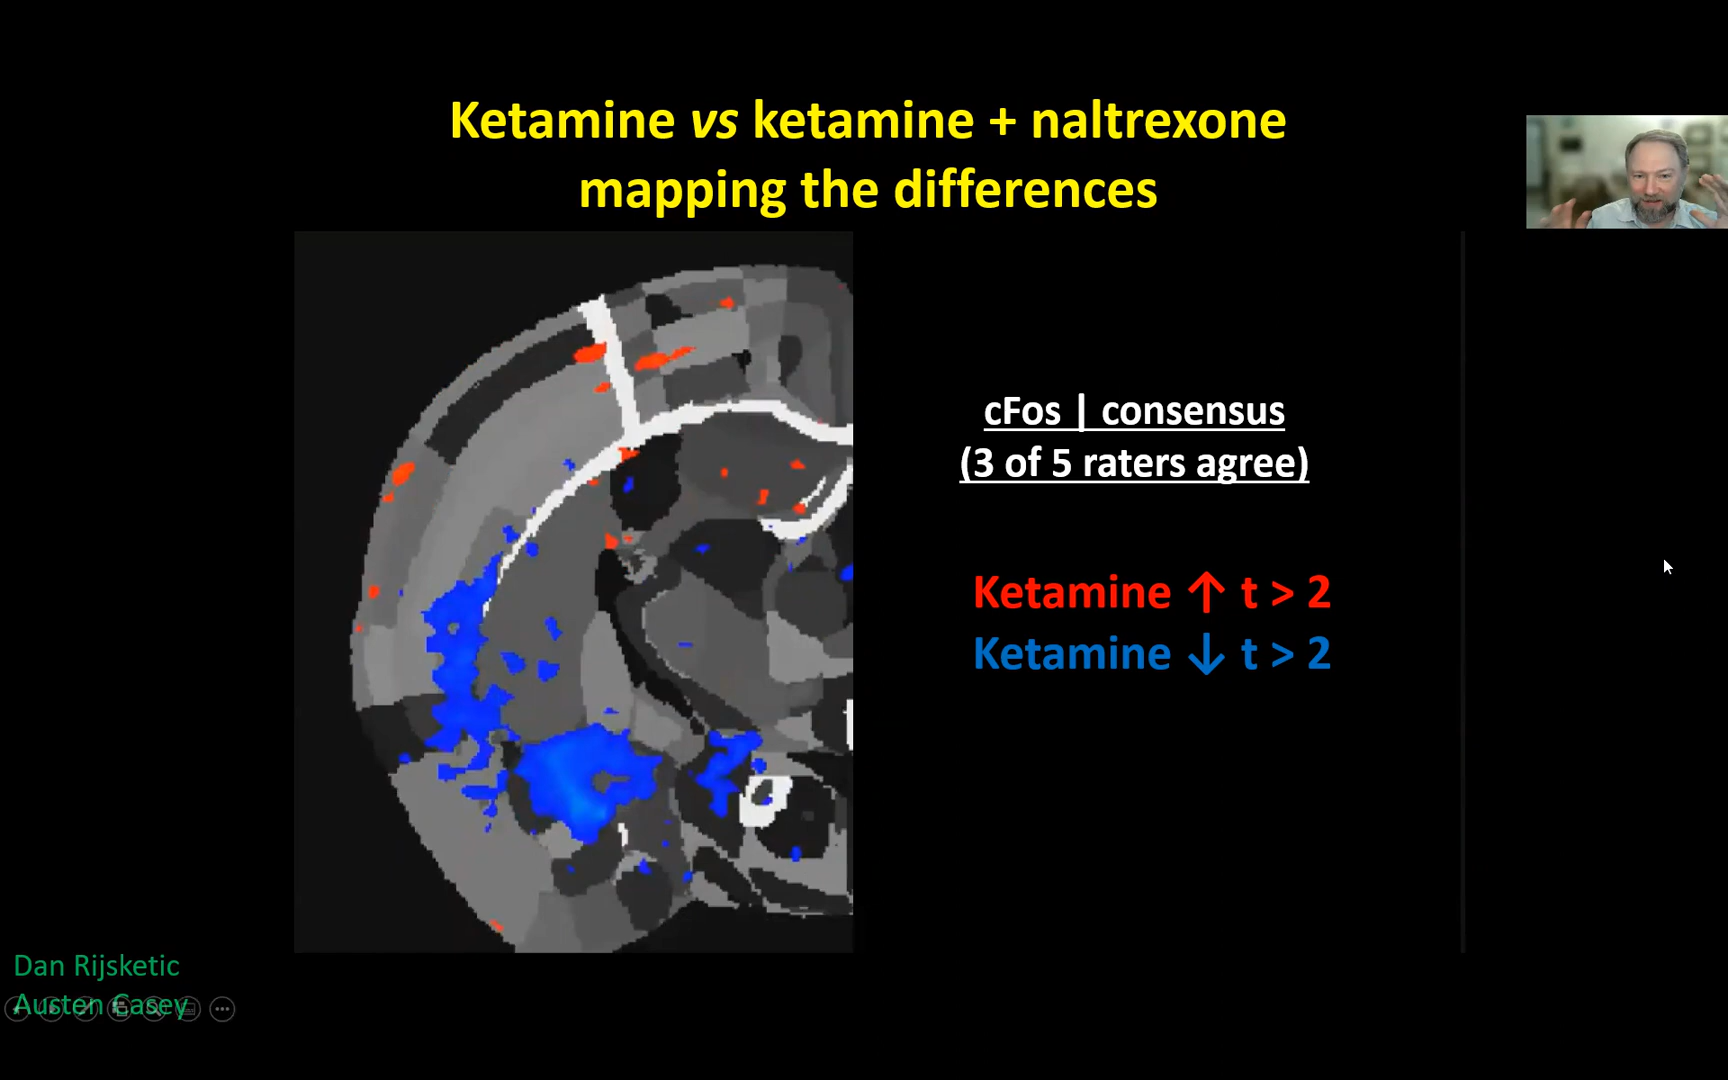 Ketamine vs ketamine + naltrexone
mapping the differences
cFos | consensus
(3 of 5 raters agree)
Ketamine ↑ t > 2
Ketamine ↓ t > 2
Dan Rijsketic
Austen Casey